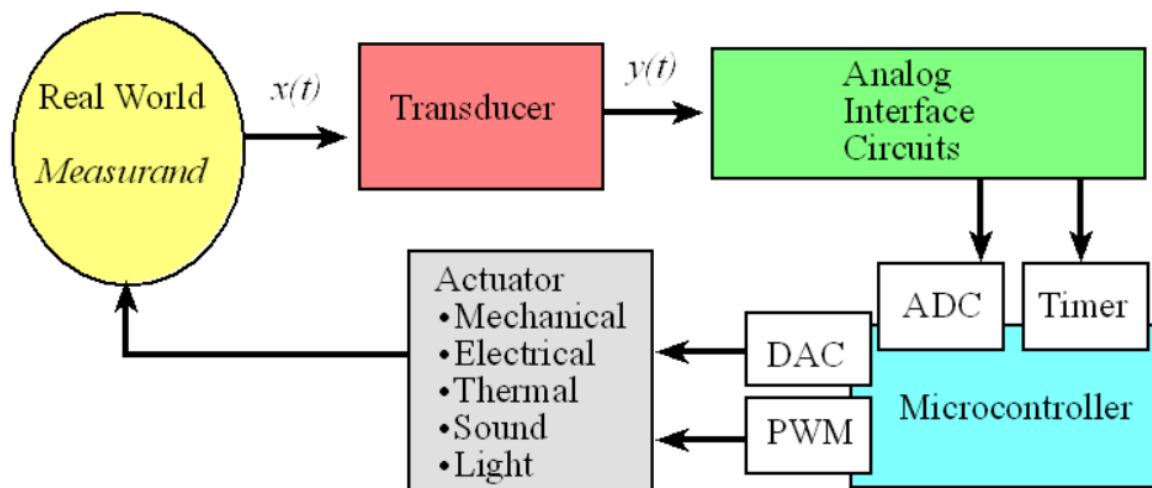 Real World
Measurand
x(t)
Transducer
y(t)
Analog
Interface
Circuits
ADC
Timer
Microcontroller
DAC
PWM
Actuator
•Mechanical
•Electrical
•Thermal
•Sound
•Light